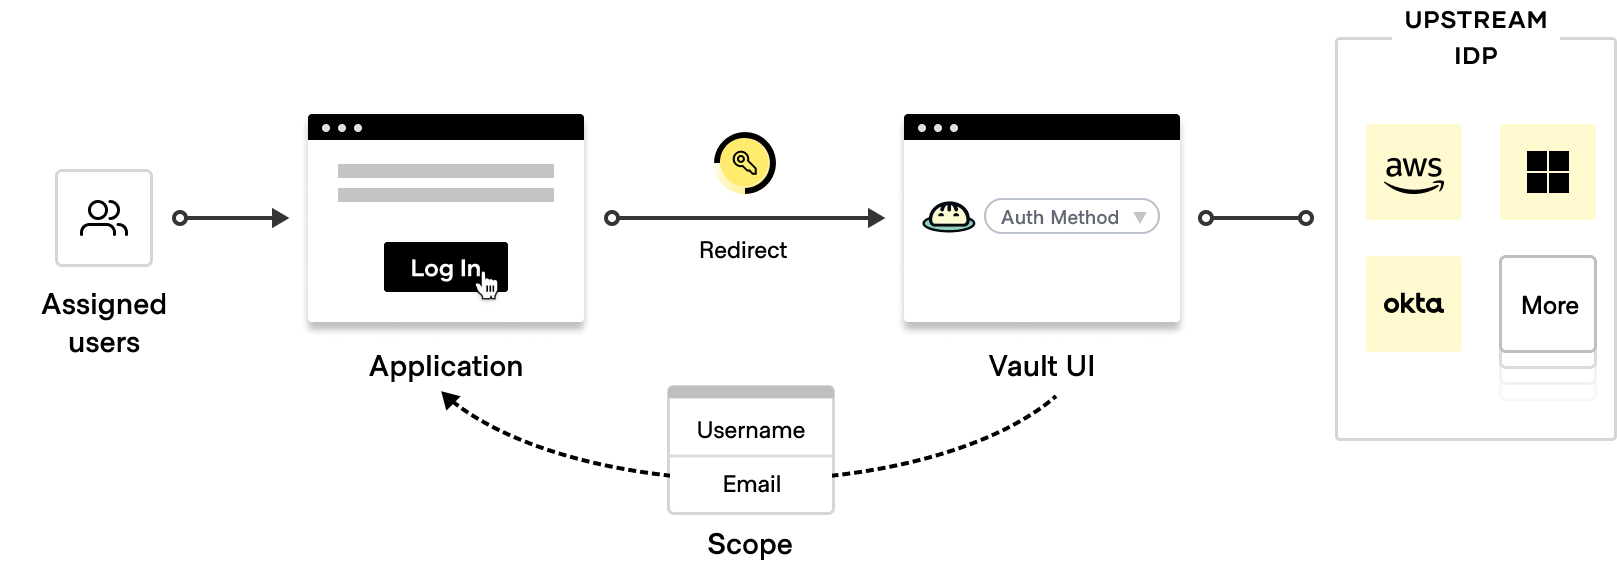 UPSTREAM
IDP
aws
okta
More
Log In
Redirect
Auth Method
Assigned
users
Application
Vault UI
Username
Email
Scope